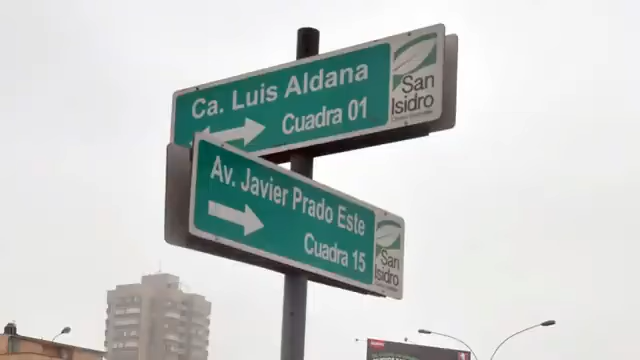 Ca. Luis Aldana
Cuadra 01
San
Isidro
Av. Javier Prado Este
Cuadra 15
San
Isidro